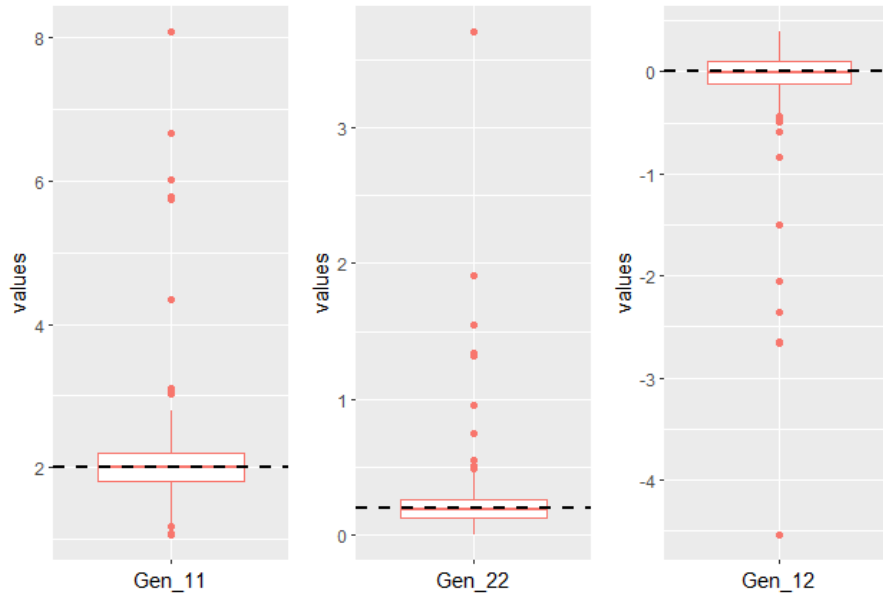 values
8
6
4
2
Gen_11
values
3
2
1
0
Gen_22
values
0
-1
-2
-3
-4
Gen_12